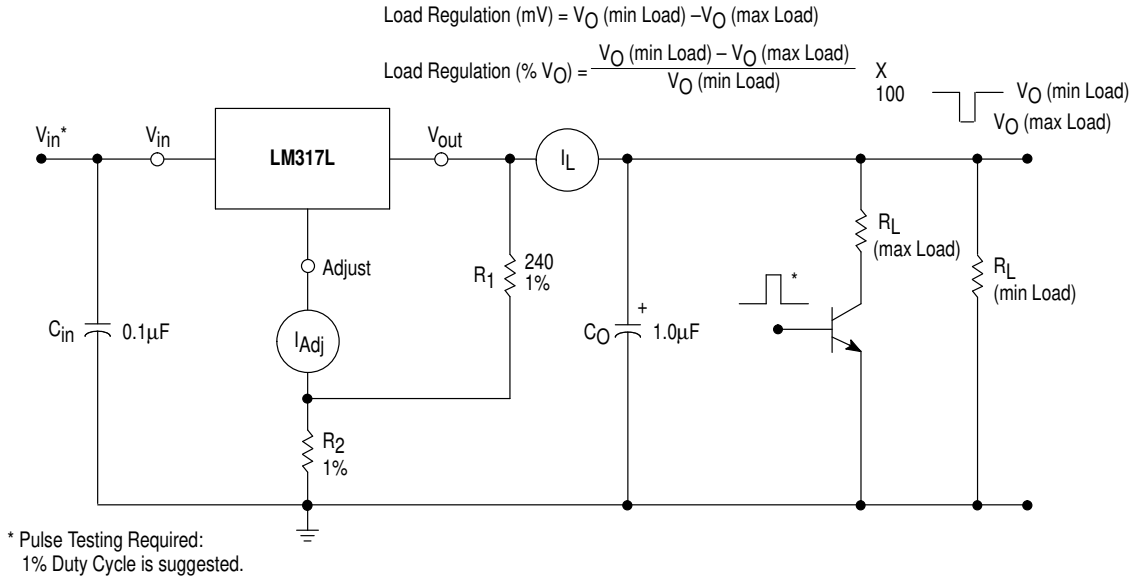 Load Regulation (mV) = VO (min Load) –VO (max Load)
Load Regulation (% VO) = VO (min Load) – VO (max Load)
VO (min Load)
X
100
VO (min Load)
VO (max Load)
Vin*
Vin
LM317L
Vout
IL
Adjust
R1
240
1%
RL
(max Load)
RL
(min Load)
*
Cin
0.1µF
IAdj
+
CO
1.0µF
R2
1%
* Pulse Testing Required:
1% Duty Cycle is suggested.